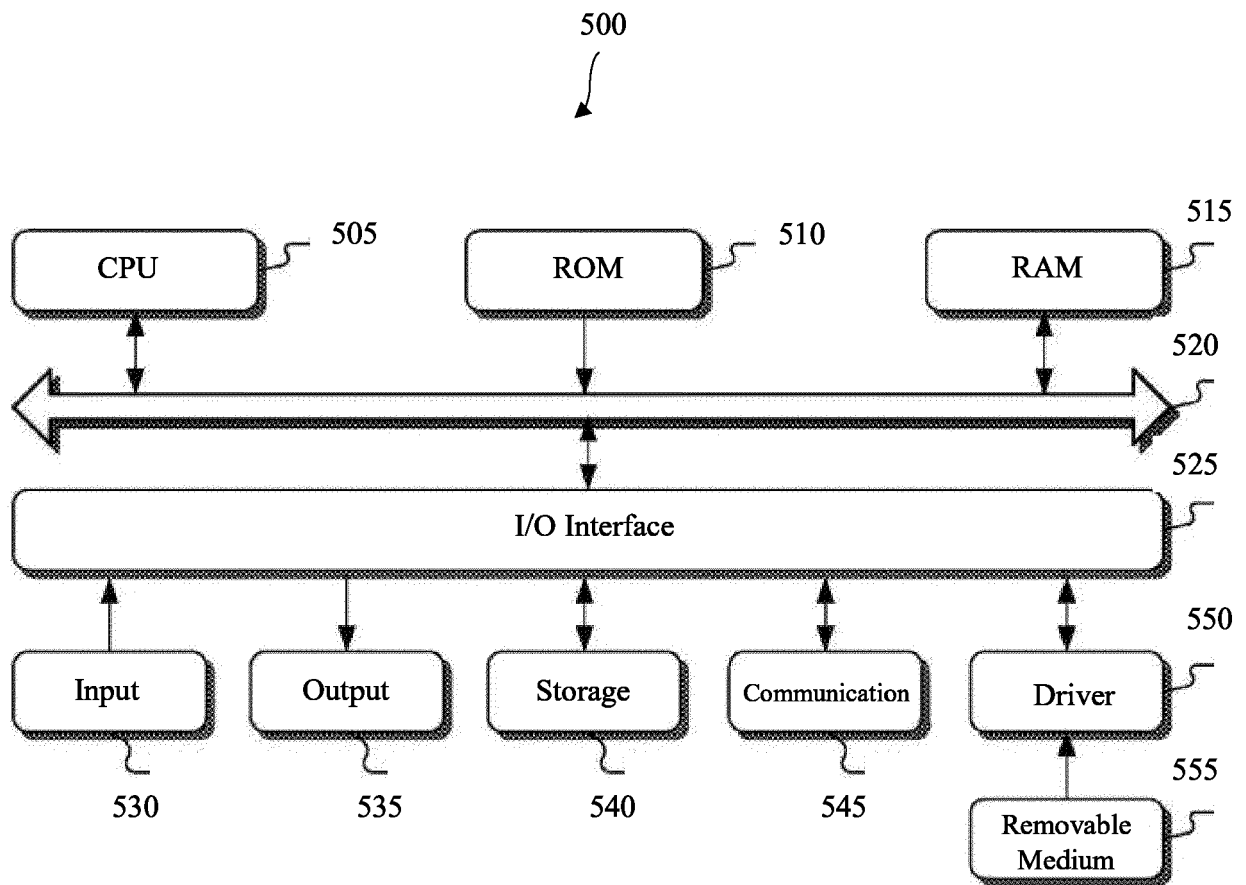 500
515
505
510
CPU
ROM
RAM
520
525
I/O Interface
550
Input
Output
Storage
Communication
Driver
555
530
535
540
545
Removable
Medium